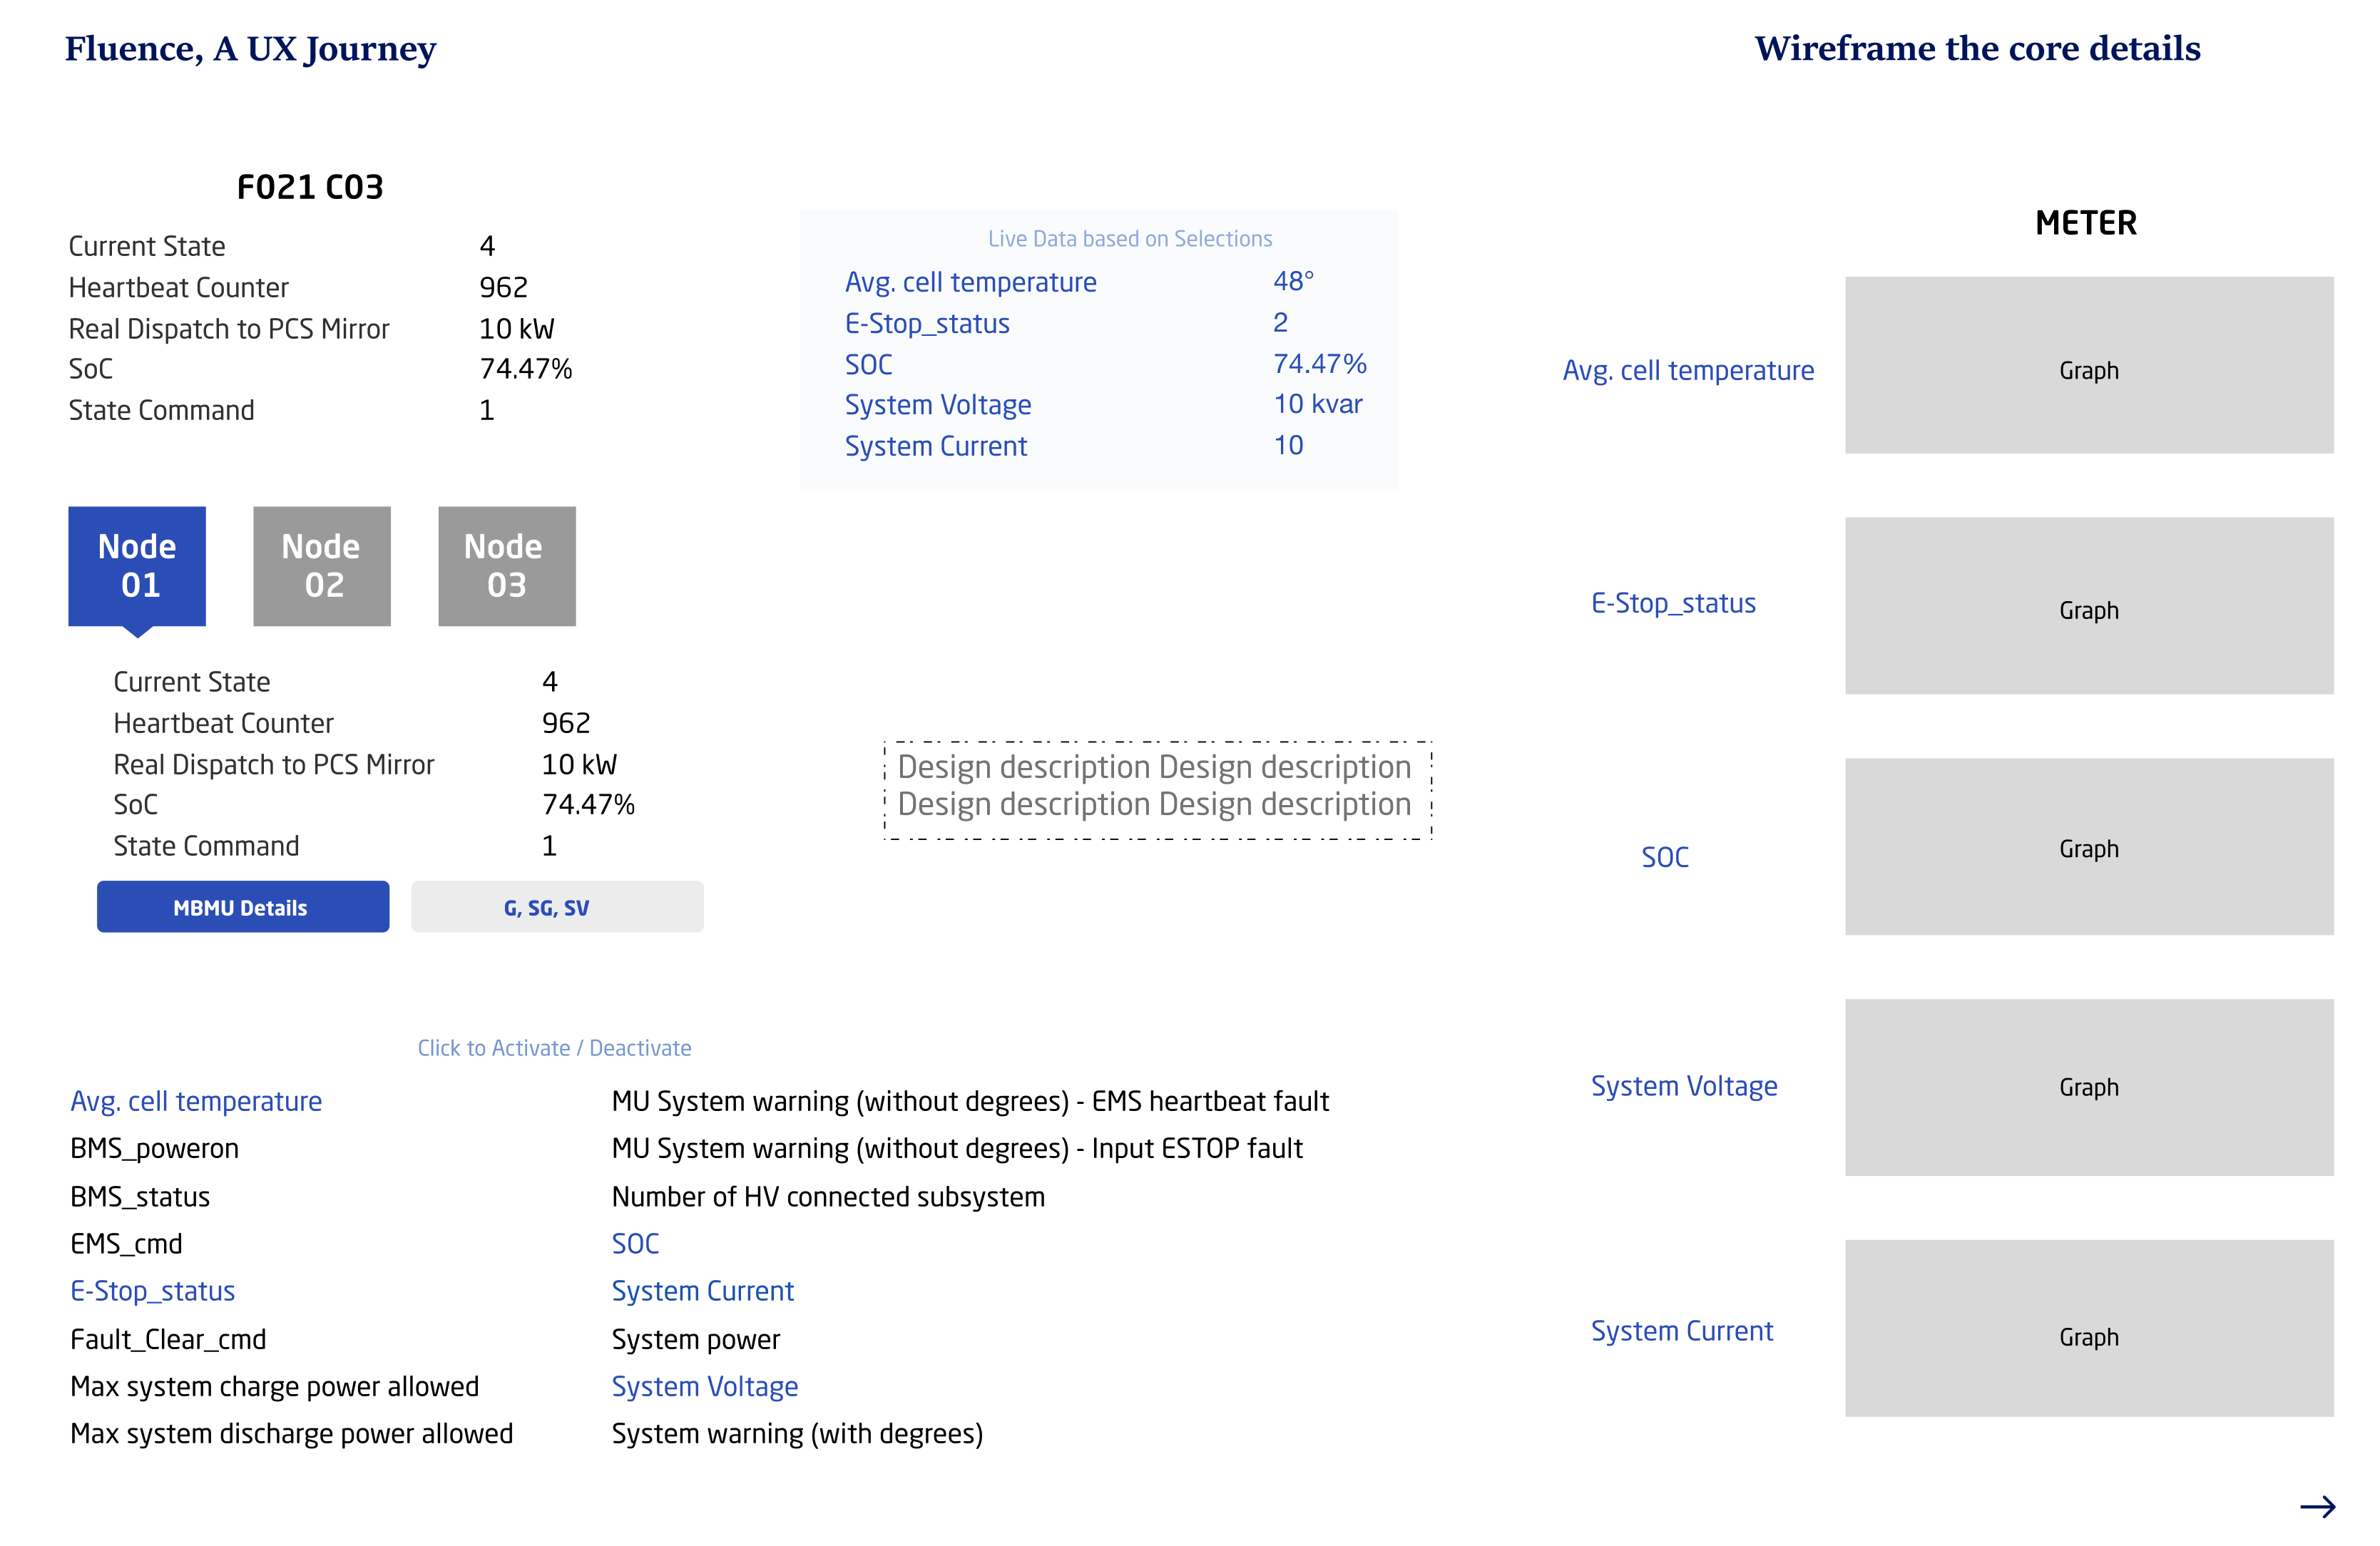 Fluence, A UX Journey
Wireframe the core details
F021 C03
Current State 4
Heartbeat Counter 962
Real Dispatch to PCS Mirror 10 kW
SoC 74.47%
State Command 1
Live Data based on Selections
Avg. cell temperature 48°
E-Stop_status 2
SOC 74.47%
System Voltage 10 kvar
System Current 10
Node 01
Node 02
Node 03
Current State 4
Heartbeat Counter 962
Real Dispatch to PCS Mirror 10 kW
SoC 74.47%
State Command 1
MBMU Details
G, SG, SV
Design description Design description
Design description Design description
Click to Activate / Deactivate
Avg. cell temperature
BMS_poweron
BMS_status
EMS_cmd
E-Stop_status
Fault_Clear_cmd
Max system charge power allowed
Max system discharge power allowed
MU System warning (without degrees) - EMS heartbeat fault
MU System warning (without degrees) - Input ESTOP fault
Number of HV connected subsystem
SOC
System Current
System power
System Voltage
System warning (with degrees)
METER
Avg. cell temperature Graph
E-Stop_status Graph
SOC Graph
System Voltage Graph
System Current Graph